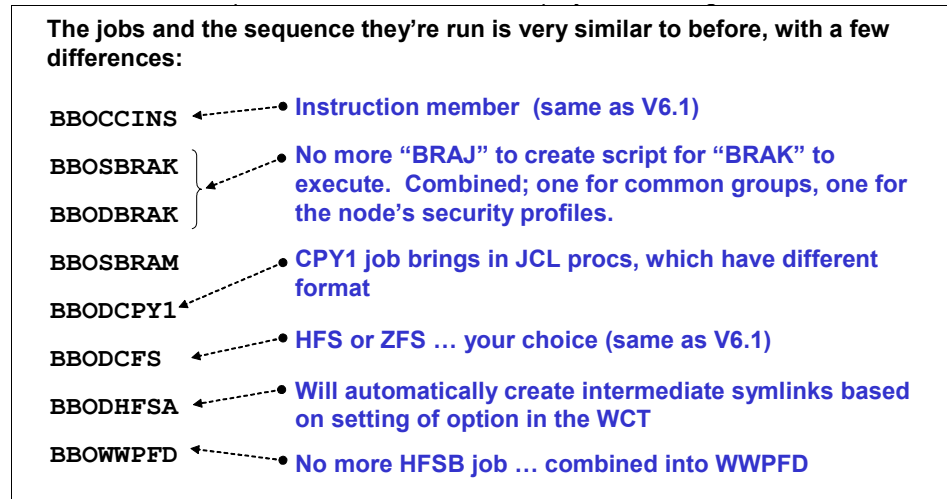 The jobs and the sequence they're run is very similar to before, with a few
differences:
BBOCCINS
Instruction member (same as V6.1)
BBOSBRAK
BBODBRAK
No more “BRAJ” to create script for “BRAK” to
execute. Combined; one for common groups, one for
the node's security profiles.
BBOSBRAM
BBODCPY1
CPY1 job brings in JCL procs, which have different
format
BBODCFS
HFS or ZFS … your choice (same as V6.1)
BBODHFSA
Will automatically create intermediate symlinks based
on setting of option in the WCT
BBOWWPFD
No more HFSB job … combined into WWPFD